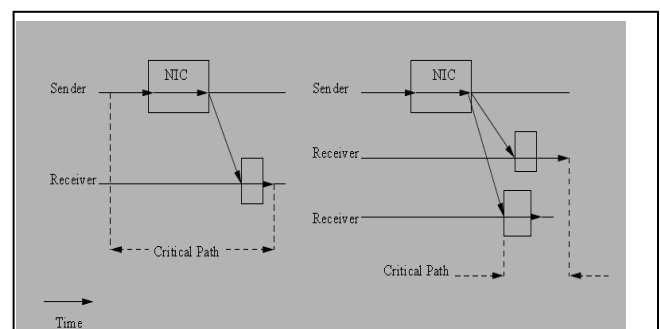 NIC
Sender
Receiver
Critical Path
Time
NIC
Sender
Receiver
Receiver
Critical Path